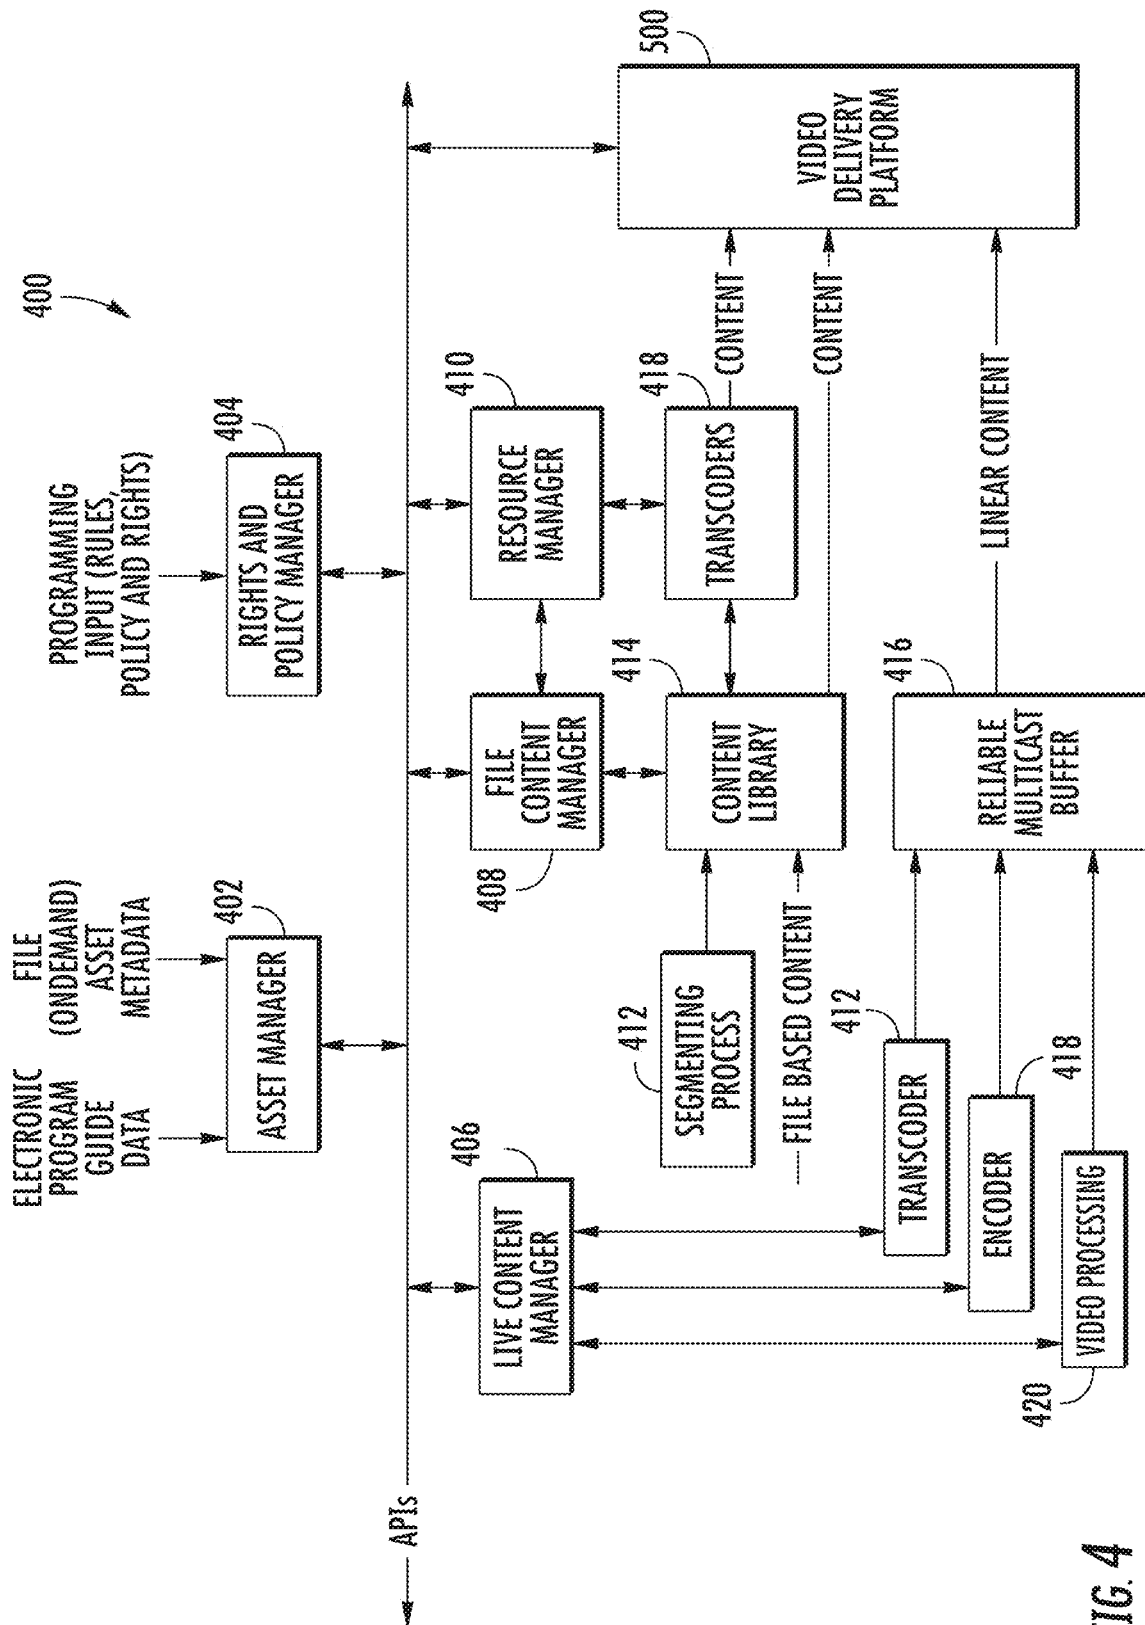 400
ELECTRONIC
PROGRAM
GUIDE
DATA
FILE
(ONDEMAND)
ASSET
METADATA
PROGRAMMING
INPUT (RULES,
POLICY AND RIGHTS)
402
ASSET MANAGER
404
RIGHTS AND
POLICY MANAGER
APIs
406
LIVE CONTENT
MANAGER
408
FILE
CONTENT
MANAGER
410
RESOURCE
MANAGER
412
SEGMENTING
PROCESS
FILE BASED CONTENT
414
CONTENT
LIBRARY
418
TRANSCODERS
CONTENT
CONTENT
500
VIDEO
DELIVERY
PLATFORM
412
TRANSCODER
418
ENCODER
420
VIDEO PROCESSING
416
RELIABLE
MULTICAST
BUFFER
LINEAR CONTENT
FIG. 4